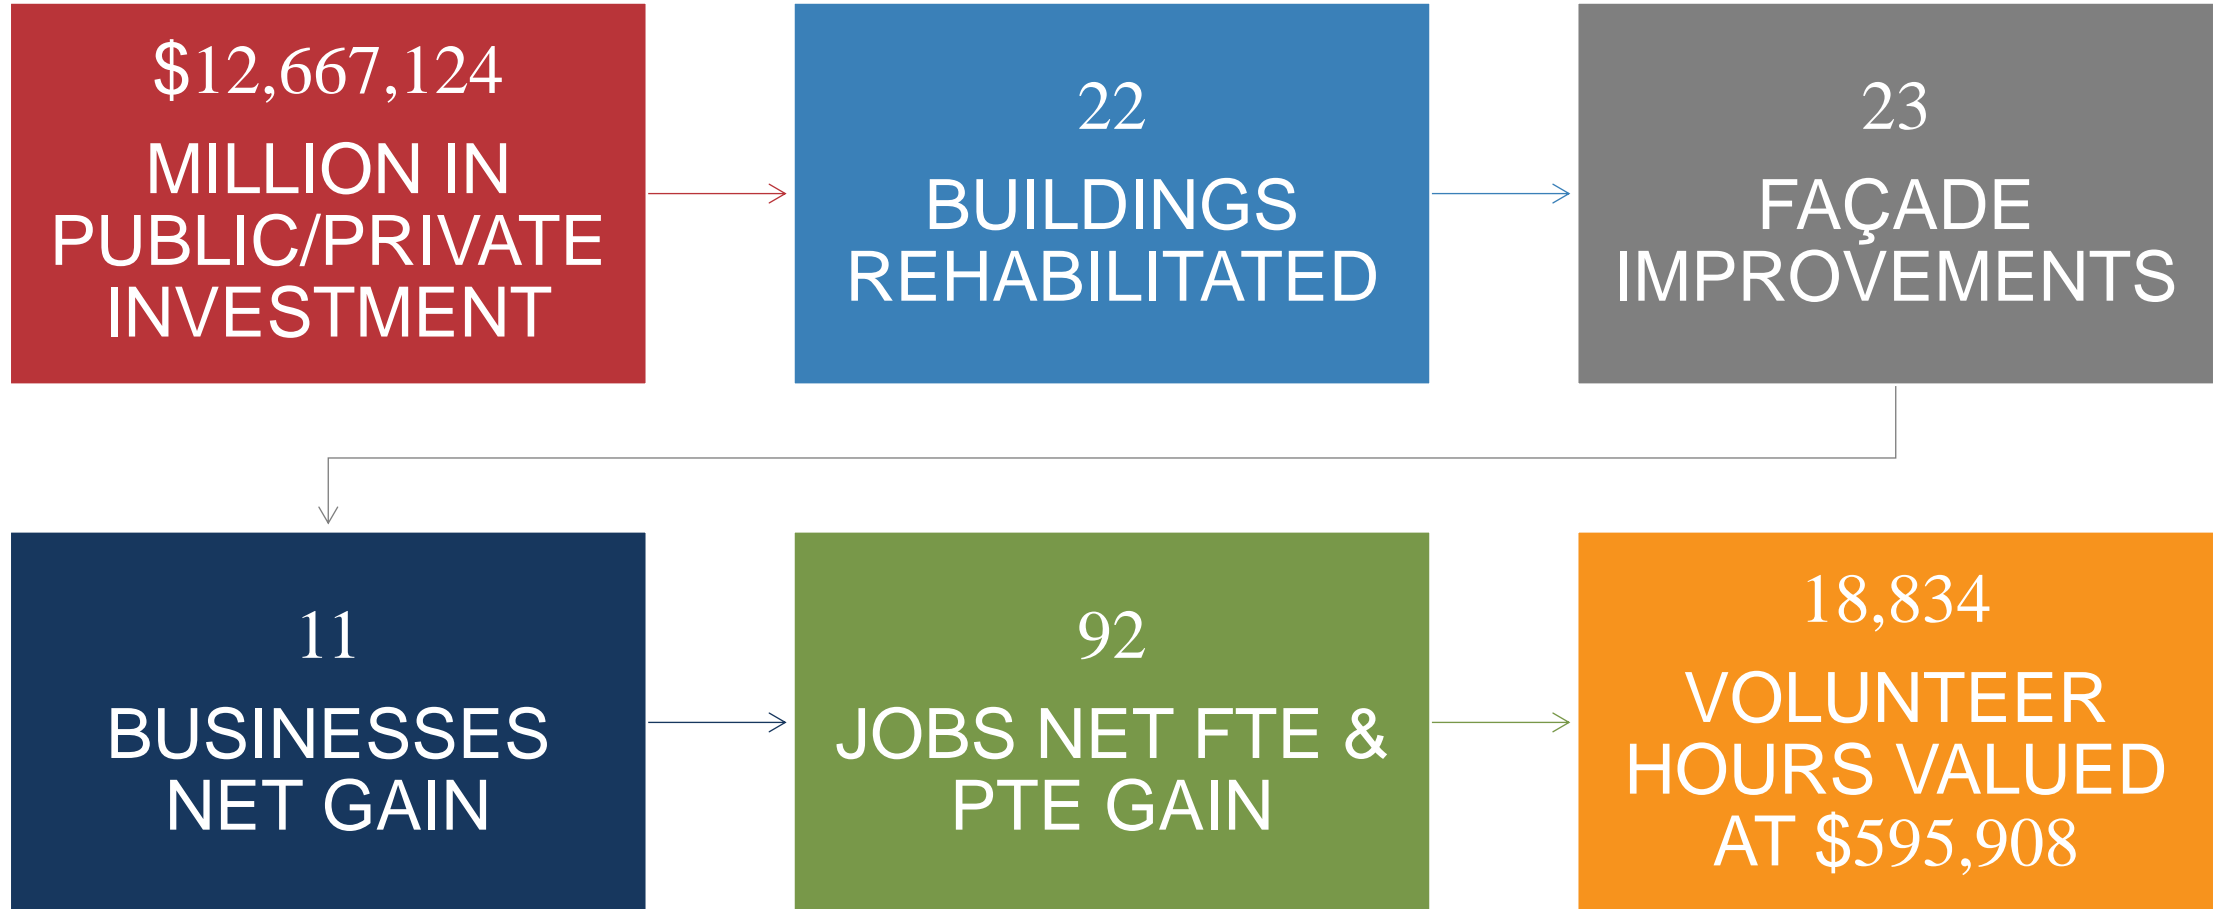 $12,667,124
MILLION IN
PUBLIC/PRIVATE
INVESTMENT
22
BUILDINGS
REHABILITATED
23
FAÇADE
IMPROVEMENTS
11
BUSINESSES
NET GAIN
92
JOBS NET FTE &
PTE GAIN
18,834
VOLUNTEER
HOURS VALUED
AT $595,908